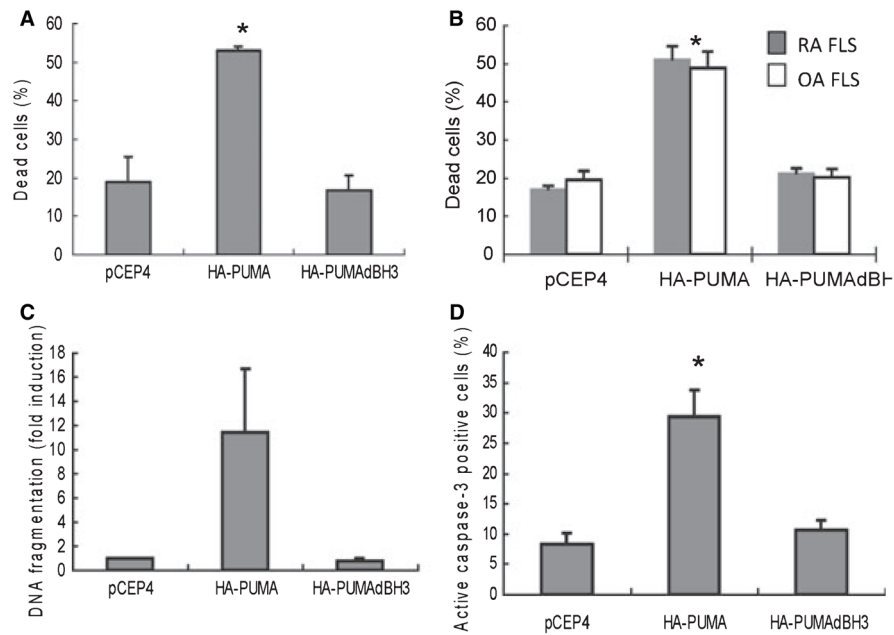 A
Dead cells (%)
60
50
40
30
20
10
0
*
pCEP4 HA-PUMA HA-PUMAdBH3
B
Dead cells (%)
60
50
40
30
20
10
0
*
RA FLS
OA FLS
pCEP4 HA-PUMA HA-PUMAdBH
C
DNA fragmentation (fold induction)
18
16
14
12
10
8
6
4
2
0
pCEP4 HA-PUMA HA-PUMAdBH3
D
Active caspase-3 positive cells (%)
40
35
30
25
20
15
10
5
0
*
pCEP4 HA-PUMA HA-PUMAdBH3